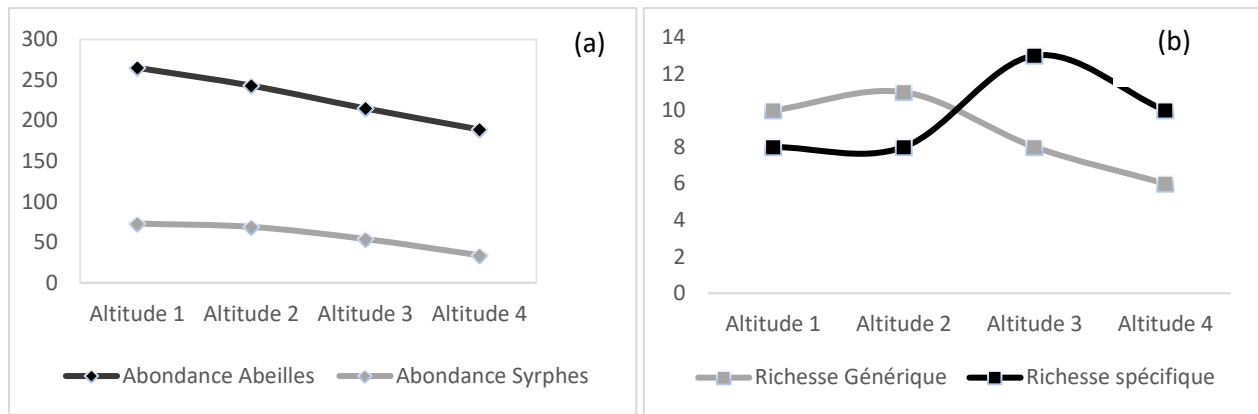 (a)
300
250
200
150
100
50
0
Altitude 1 Altitude 2 Altitude 3 Altitude 4
Abondance Abeilles Abondance Syrphes
(b)
14
12
10
8
6
4
2
0
Altitude 1 Altitude 2 Altitude 3 Altitude 4
Richesse Générique Richesse spécifique